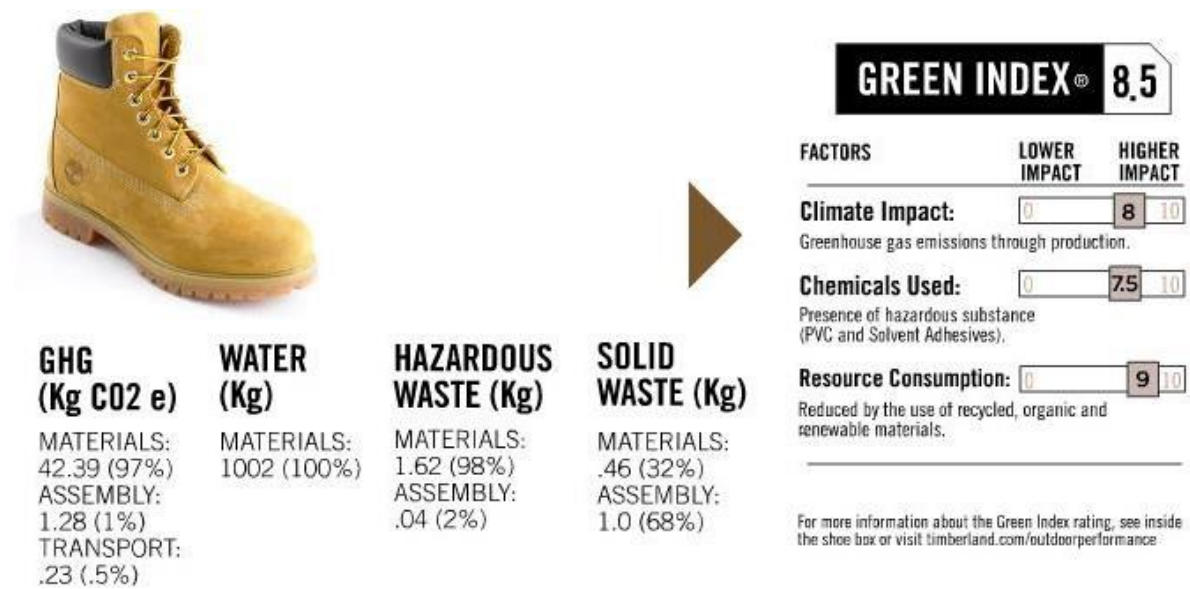 GREEN INDEX® 8.5
FACTORS LOWER IMPACT HIGHER IMPACT
Climate Impact: 0 8 10
Greenhouse gas emissions through production.
Chemicals Used: 0 7.5 10
Presence of hazardous substance
(PVC and Solvent Adhesives).
Resource Consumption: 0 9 10
Reduced by the use of recycled, organic and
renewable materials.
For more information about the Green Index rating, see inside
the shoe box or visit timberland.com/outdoorperformance
GHG
(Kg CO2 e)
MATERIALS:
42.39 (97%)
ASSEMBLY:
1.28 (1%)
TRANSPORT:
.23 (.5%)
WATER
(Kg)
MATERIALS:
1002 (100%)
HAZARDOUS
WASTE (Kg)
MATERIALS:
1.62 (98%)
ASSEMBLY:
.04 (2%)
SOLID
WASTE (Kg)
MATERIALS:
.46 (32%)
ASSEMBLY:
1.0 (68%)